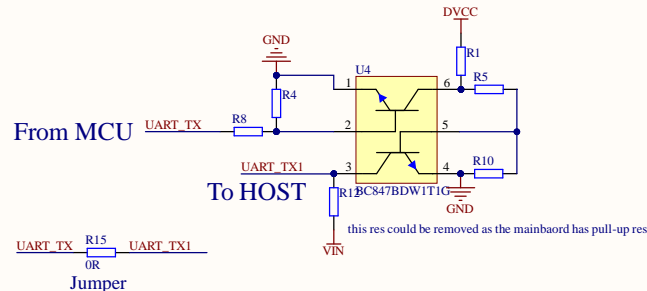 DVCC
GND
R1
U4
R5
1
6
R4
R8
From MCU
UART_TX
2
5
UART_TX1
3
4
R10
To HOST
R12
BC847BDW1T1G
GND
this res could be removed as the mainbaord has pull-up res
VIN
UART_TX
R15
UART_TX1
0R
Jumper